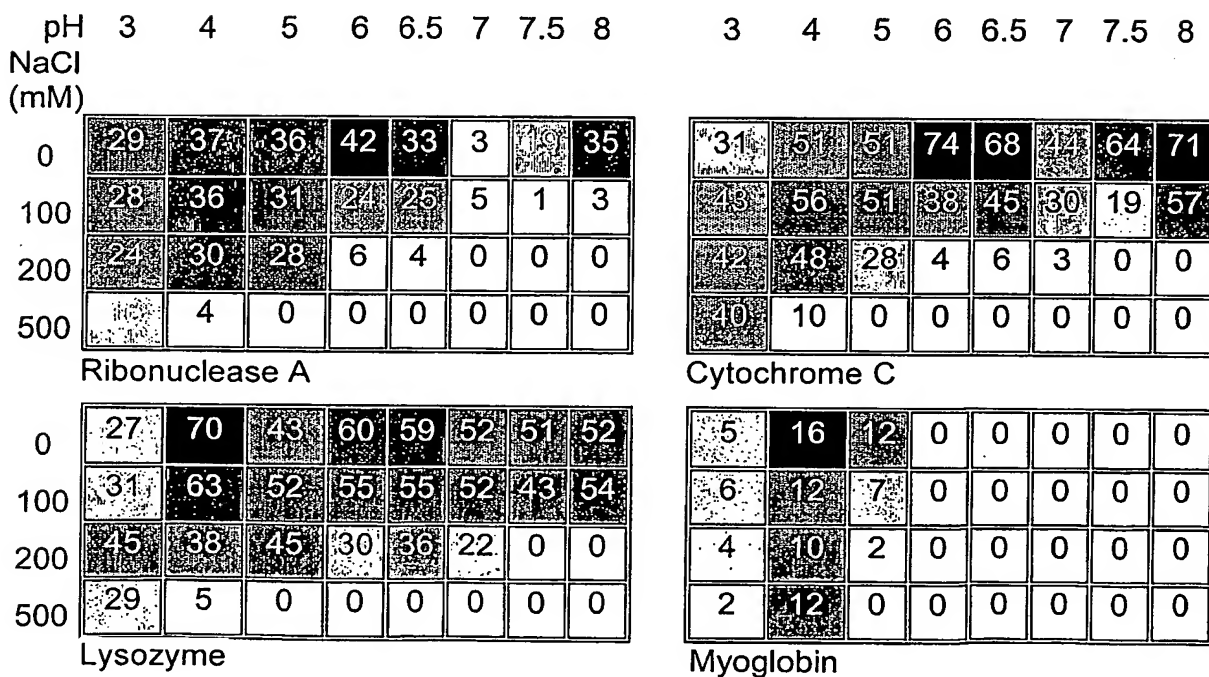 pH 3 4 5 6 6.5 7 7.5 8 3 4 5 6 6.5 7 7.5 8
NaCl
(mM)
0 29 37 36 42 33 3 19 35 31 51 51 74 68 44 64 71
100 28 36 31 24 25 5 1 3 43 56 51 38 45 30 19 57
200 24 30 28 6 4 0 0 0 42 48 28 4 6 3 0 0
500 4 0 0 0 0 0 0 40 10 0 0 0 0 0 0
Ribonuclease A Cytochrome C
0 27 70 43 60 59 52 51 52 5 16 12 0 0 0 0 0
100 31 63 52 55 55 52 43 54 6 12 7 0 0 0 0 0
200 45 38 45 30 36 22 0 0 4 10 2 0 0 0 0 0
500 29 5 0 0 0 0 0 0 2 12 0 0 0 0 0 0
Lysozyme Myoglobin